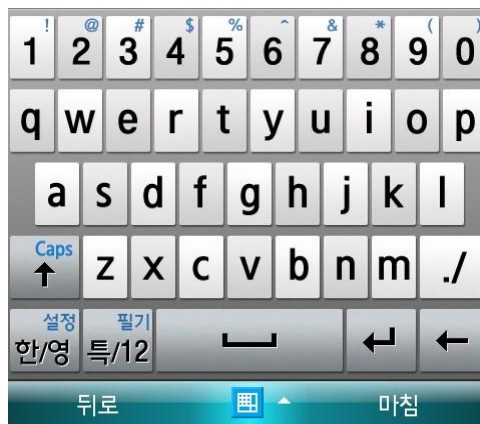 ! @ # $ % ^ & * ( )
1 2 3 4 5 6 7 8 9 0
q w e r t y u i o p
a s d f g h j k l
Caps
z x c v b n m ./
설정 필기
한/영 특/12
뒤로 마침